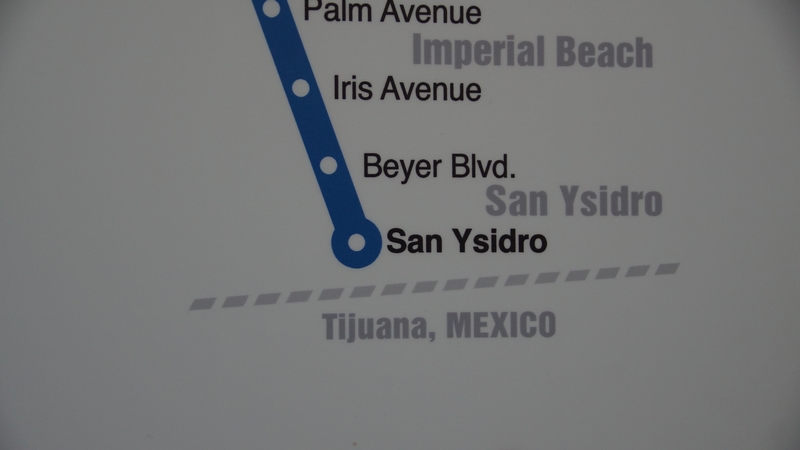 Palm Avenue
Imperial Beach
Iris Avenue
Beyer Blvd.
San Ysidro
San Ysidro
Tijuana, MEXICO